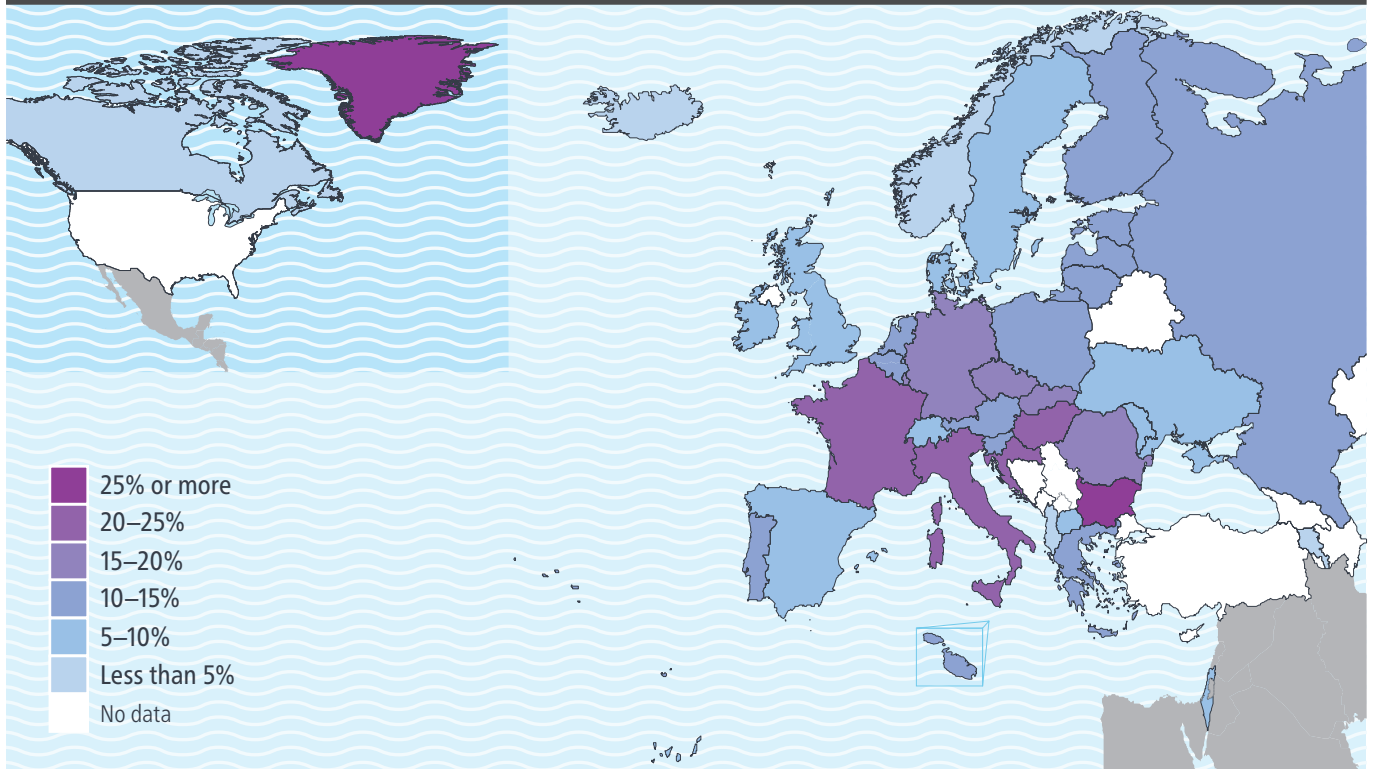 25% or more
20–25%
15–20%
10–15%
5–10%
Less than 5%
No data